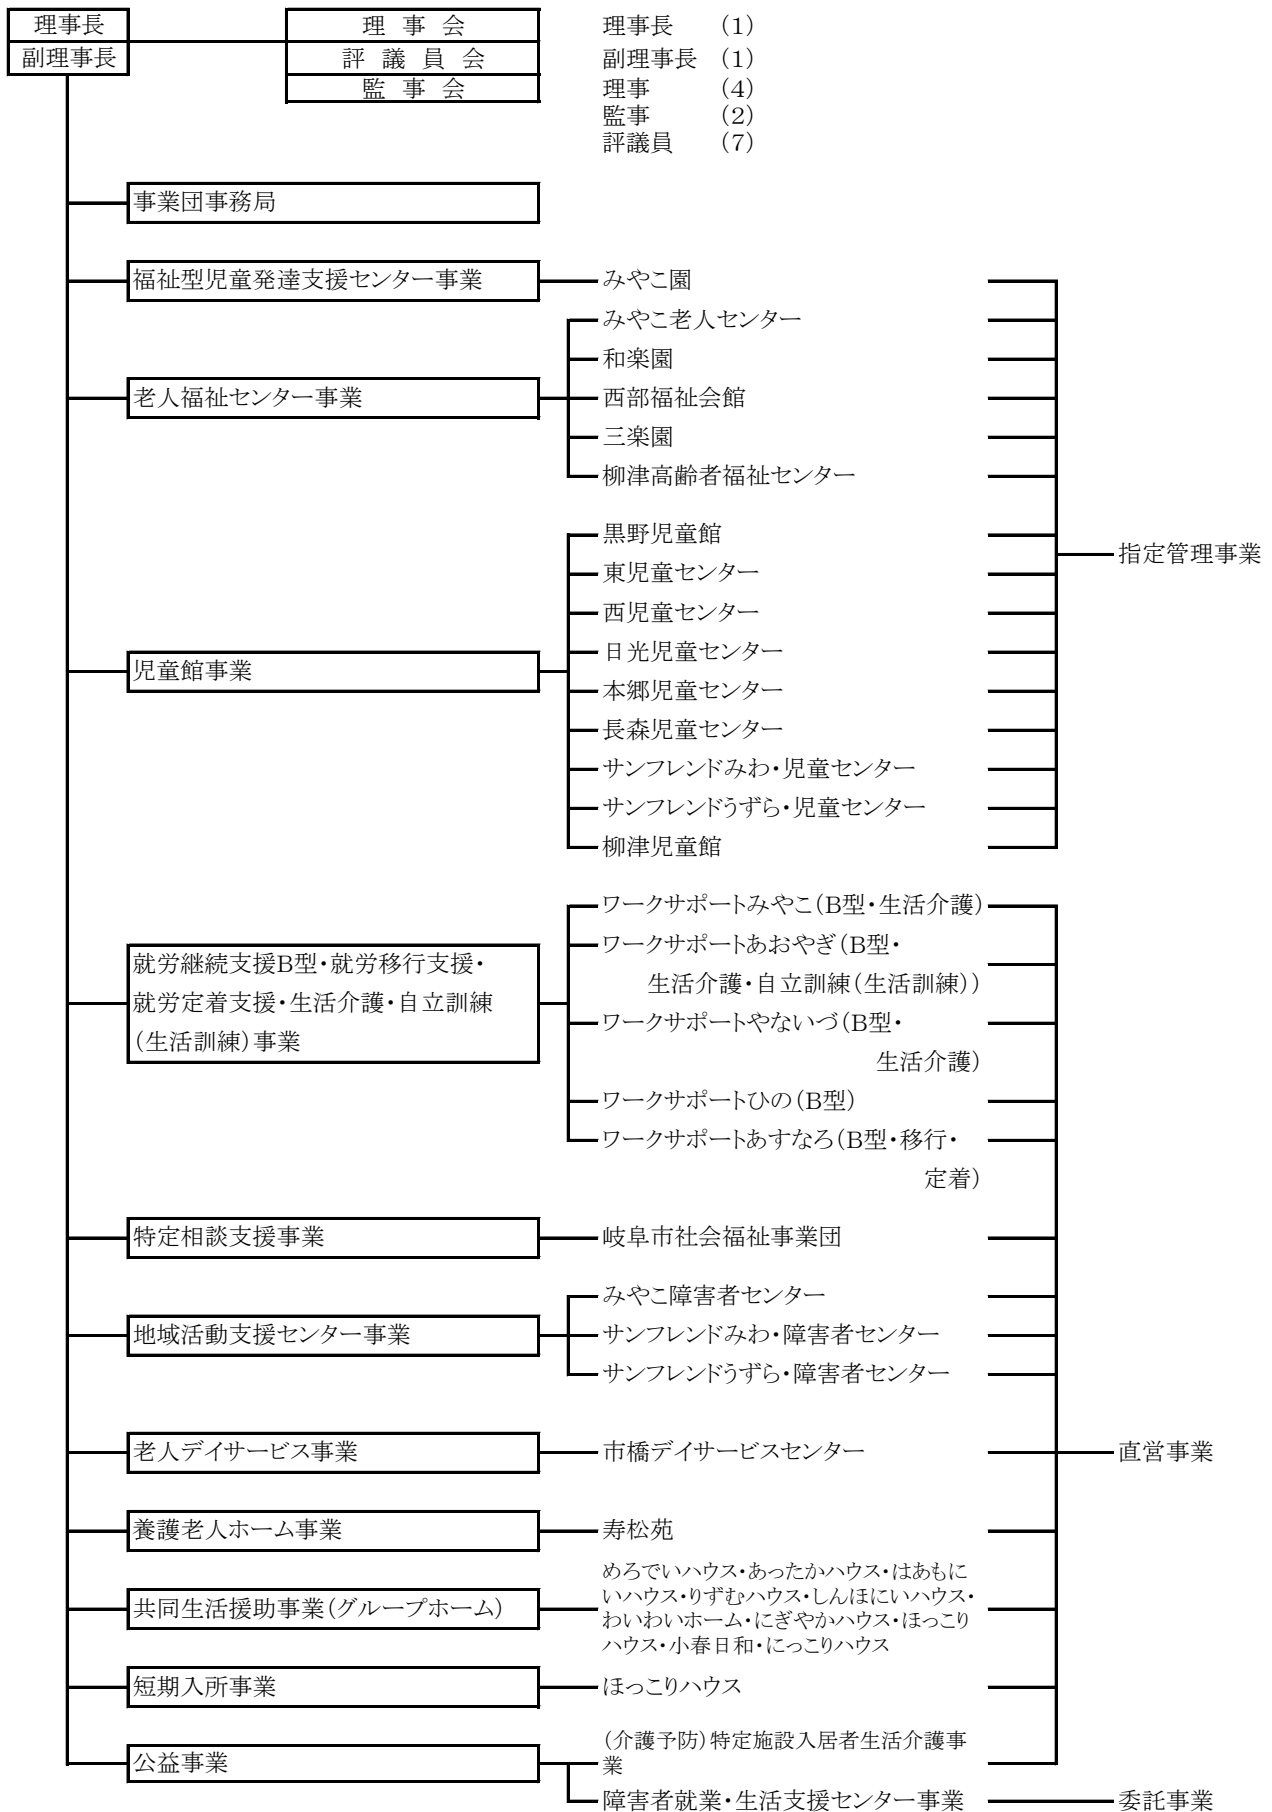 理事長
副理事長
理事会
評議員会
監事会
理事長 (1)
副理事長 (1)
理事 (4)
監事 (2)
評議員 (7)
事業団事務局
福祉型児童発達支援センター事業
みやこ園
みやこ老人センター
和楽園
老人福祉センター事業
西部福祉会館
三楽園
柳津高齢者福祉センター
黒野児童館
指定管理事業
東児童センター
西児童センター
日光児童センター
児童館事業
本郷児童センター
長森児童センター
サンフレンドみわ・児童センター
サンフレンドうずら・児童センター
柳津児童館
就労継続支援B型・就労移行支援・
就労定着支援・生活介護・自立訓練
(生活訓練)事業
ワークサポートみやこ(B型・生活介護)
ワークサポートあおやぎ(B型・
生活介護・自立訓練(生活訓練))
ワークサポートやないづ(B型・
生活介護)
ワークサポートひの(B型)
ワークサポートあすなろ(B型・移行・
定着)
特定相談支援事業
岐阜市社会福祉事業団
みやこ障害者センター
地域活動支援センター事業
サンフレンドみわ・障害者センター
サンフレンドうずら・障害者センター
老人デイサービス事業
市橋デイサービスセンター
直営事業
養護老人ホーム事業
寿松苑
共同生活援助事業(グループホーム)
めろでいハウス・あったかハウス・はあもに
いハウス・りずむハウス・しんほにいハウス・
わいわいホーム・にぎやかハウス・ほっこり
ハウス・小春日和・にっこりハウス
短期入所事業
ほっこりハウス
公益事業
(介護予防)特定施設入居者生活介護事
業
障害者就業・生活支援センター事業
委託事業